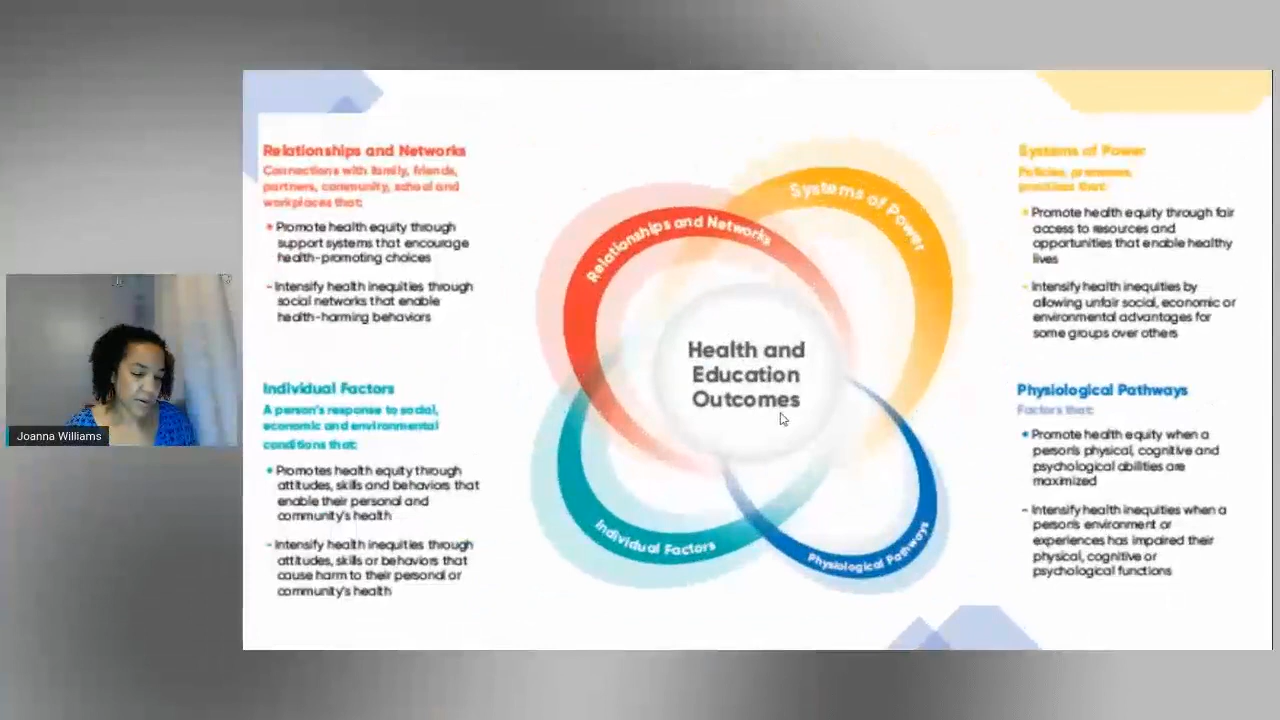 Relationships and Networks
Connections with family, friends,
partners, community, school and
workplaces that:
• Promote health equity through
support systems that encourage
health-promoting choices
- Intensify health inequities through
social networks that enable
health-harming behaviors
Individual Factors
A person's response to social,
economic and environmental
conditions that:
• Promotes health equity through
attitudes, skills and behaviors that
enable their personal and
community's health
- Intensify health inequities through
attitudes, skills or behaviors that
cause harm to their personal or
community's health
Relationships and Networks
Systems of Power
Health and
Education
Outcomes
Individual Factors
Physiological Pathways
Systems of Power
Policies, processes,
practices that:
• Promote health equity through fair
access to resources and
opportunities that enable healthy
lives
- Intensify health inequities by
allowing unfair social, economic or
environmental advantages for
some groups over others
Physiological Pathways
Factors that:
• Promote health equity when a
person's physical, cognitive and
psychological abilities are
maximized
- Intensify health inequities when a
person's environment or
experiences has impaired their
physical, cognitive or
psychological functions
Joanna Williams